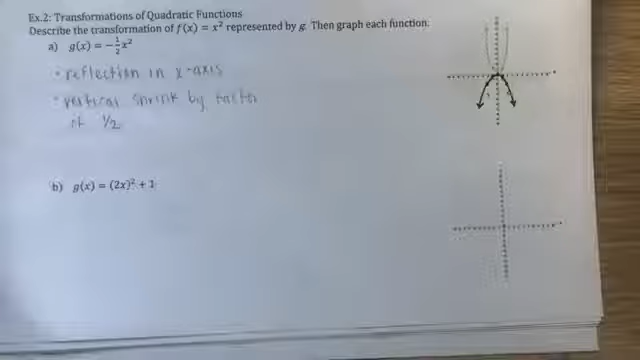 Ex.2: Transformations of Quadratic Functions
Describe the transformation of f(x) = x² represented by g. Then graph each function.
a) g(x) = −½x²
· reflection in x-axis
· vertical shrink by factor
of ½
b) g(x) = (2x)² + 1